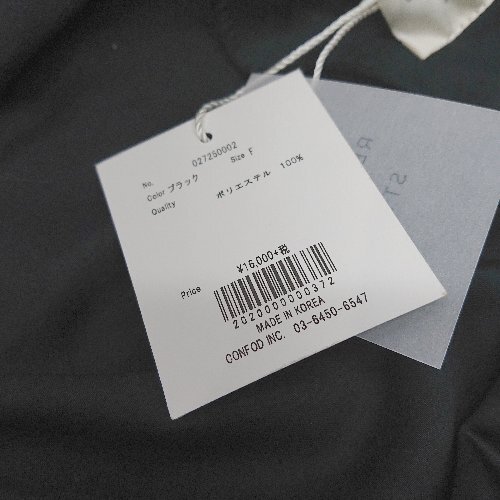 No. 027250002
Color ブラック Size F
Quality ポリエステル 100%
Price ¥16,000+税
2020000000372
MADE IN KOREA
CONFOD INC. 03-6450-6547